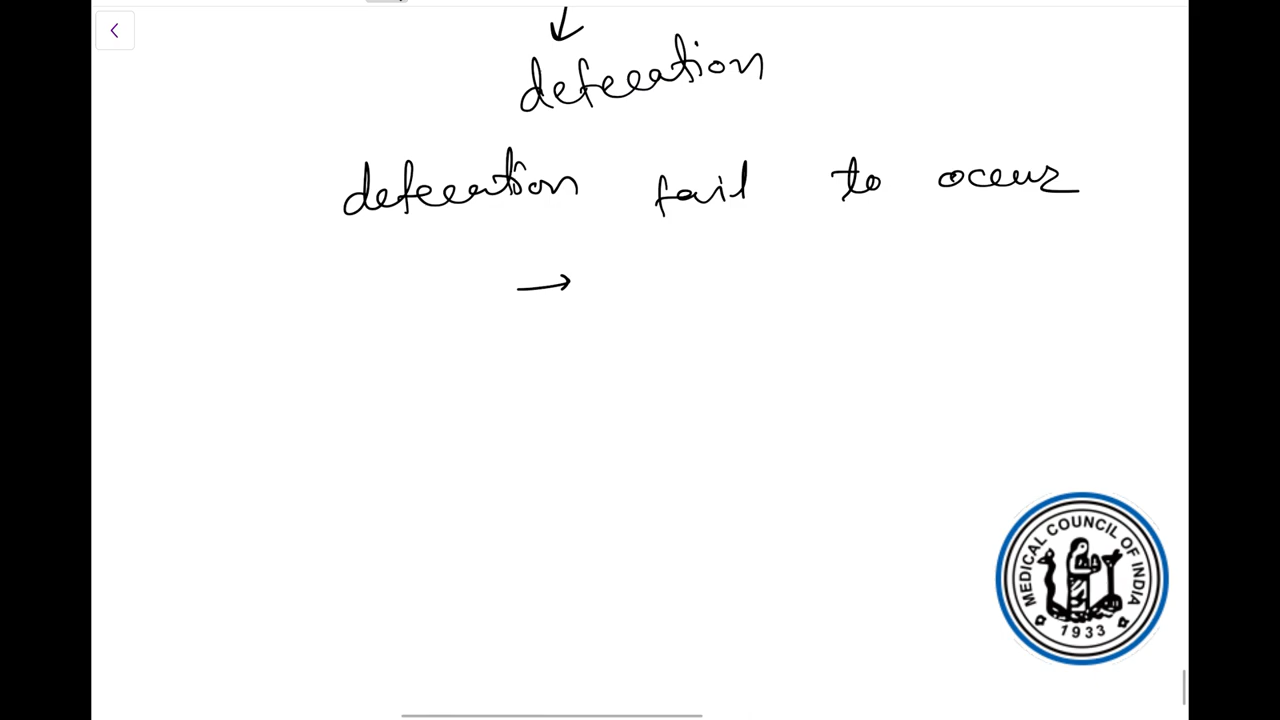 ↓
defecation
defecation fail to occur
→
MEDICAL COUNCIL OF INDIA
1933